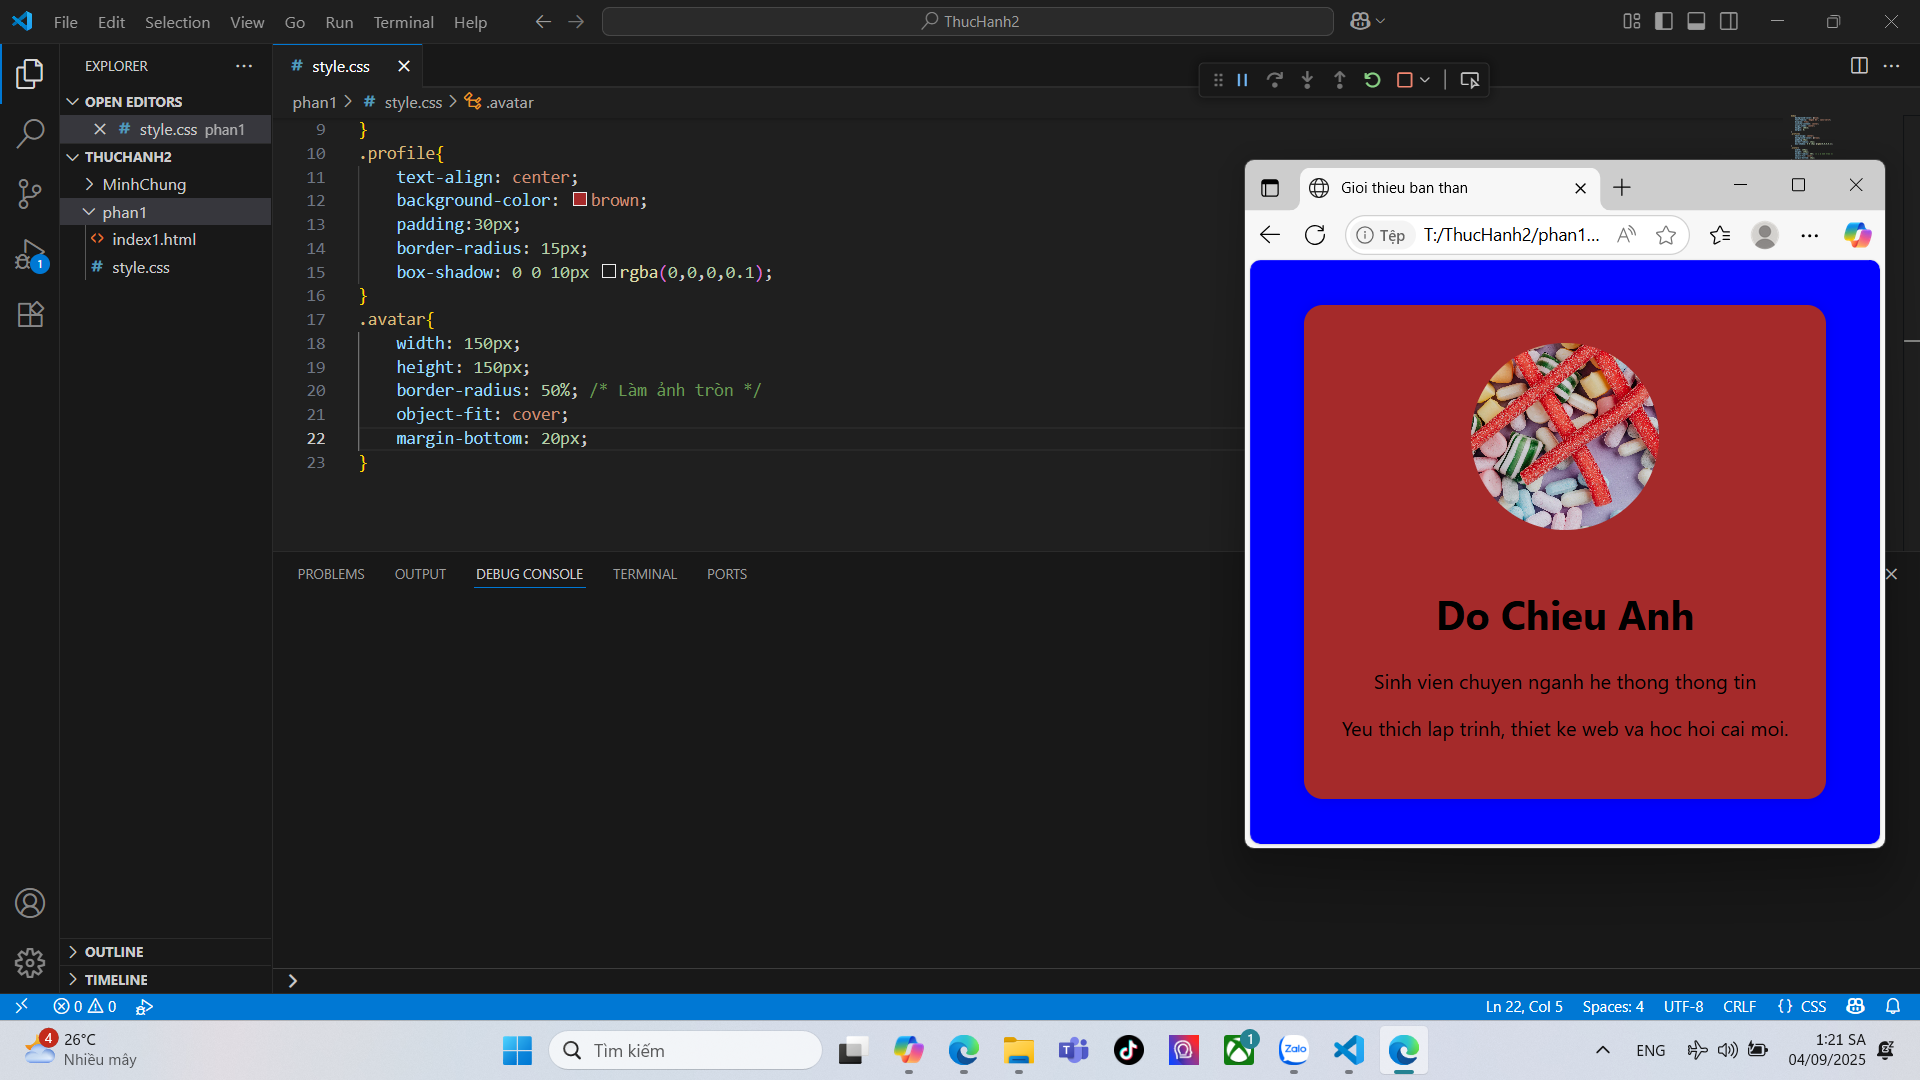 File Edit Selection View Go Run Terminal Help
ThucHanh2
EXPLORER
OPEN EDITORS
style.css phan1
THUCHANH2
MinhChung
phan1
index1.html
style.css
OUTLINE
TIMELINE
1
# style.css
phan1 > # style.css > .avatar
9 }
10 .profile{
11 text-align: center;
12 background-color: brown;
13 padding:30px;
14 border-radius: 15px;
15 box-shadow: 0 0 10px rgba(0,0,0,0.1);
16 }
17 .avatar{
18 width: 150px;
19 height: 150px;
20 border-radius: 50%; /* Làm ảnh tròn */
21 object-fit: cover;
22 margin-bottom: 20px;
23 }
PROBLEMS OUTPUT DEBUG CONSOLE TERMINAL PORTS
Gioi thieu ban than
Tệp T:/ThucHanh2/phan1...
Do Chieu Anh
Sinh vien chuyen nganh he thong thong tin
Yeu thich lap trinh, thiet ke web va hoc hoi cai moi.
0 0
Ln 22, Col 5 Spaces: 4 UTF-8 CRLF {} CSS
4
26°C
Nhiều mây
Tìm kiếm
1
Zalo
ENG
1:21 SA
04/09/2025